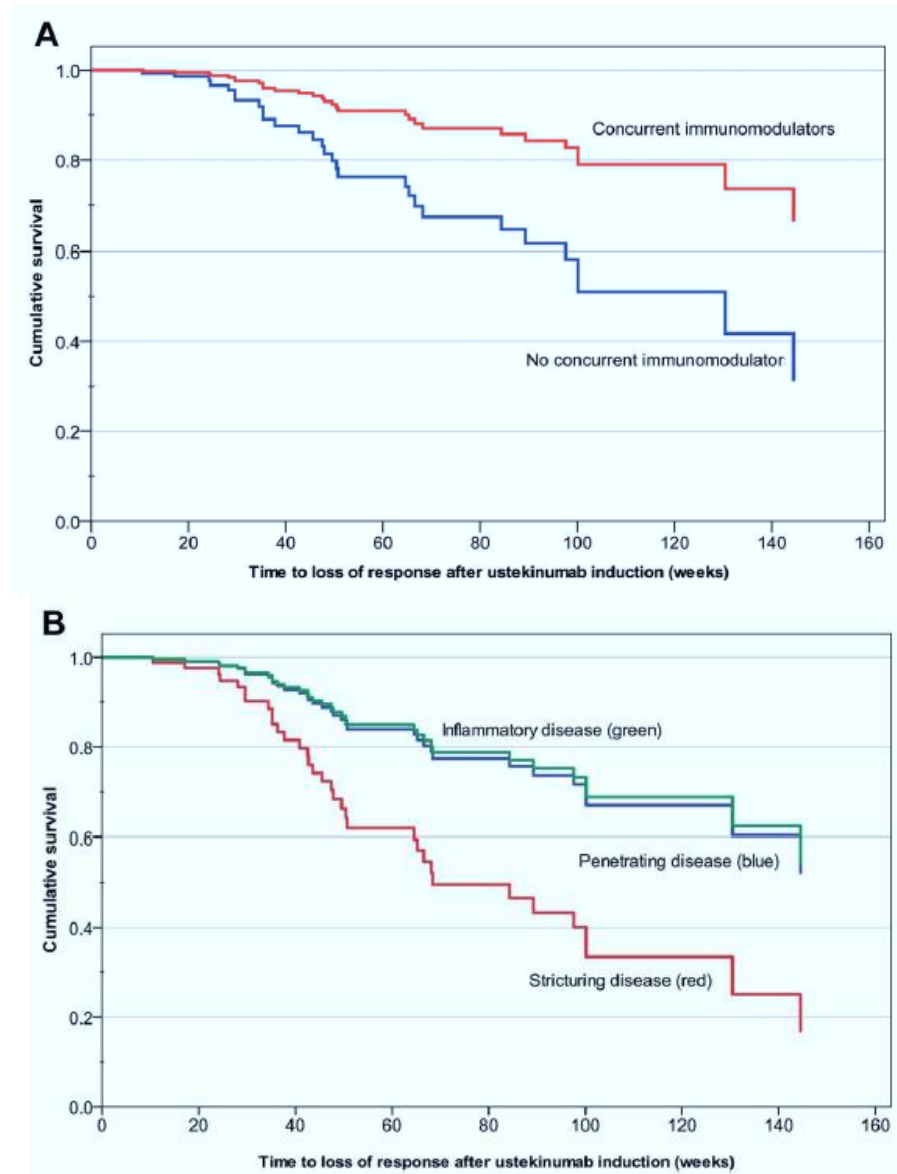 A
1.0
0.8
0.6
0.4
0.2
0.0
Cumulative survival
Concurrent immunomodulators
No concurrent immunomodulator
0 20 40 60 80 100 120 140 160
Time to loss of response after ustekinumab induction (weeks)
B
1.0
0.8
0.6
0.4
0.2
0.0
Cumulative survival
Inflammatory disease (green)
Penetrating disease (blue)
Stricturing disease (red)
0 20 40 60 80 100 120 140 160
Time to loss of response after ustekinumab induction (weeks)